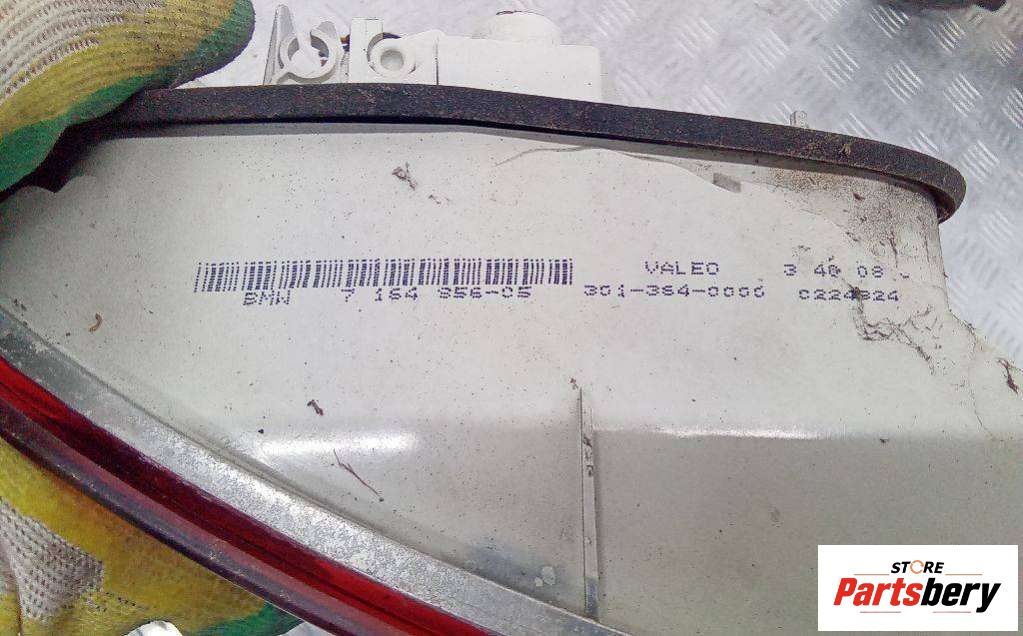 VALEO 3 40 08
BMW 7 164 956-05 301-364-0000 0224824
STORE
Partsbery